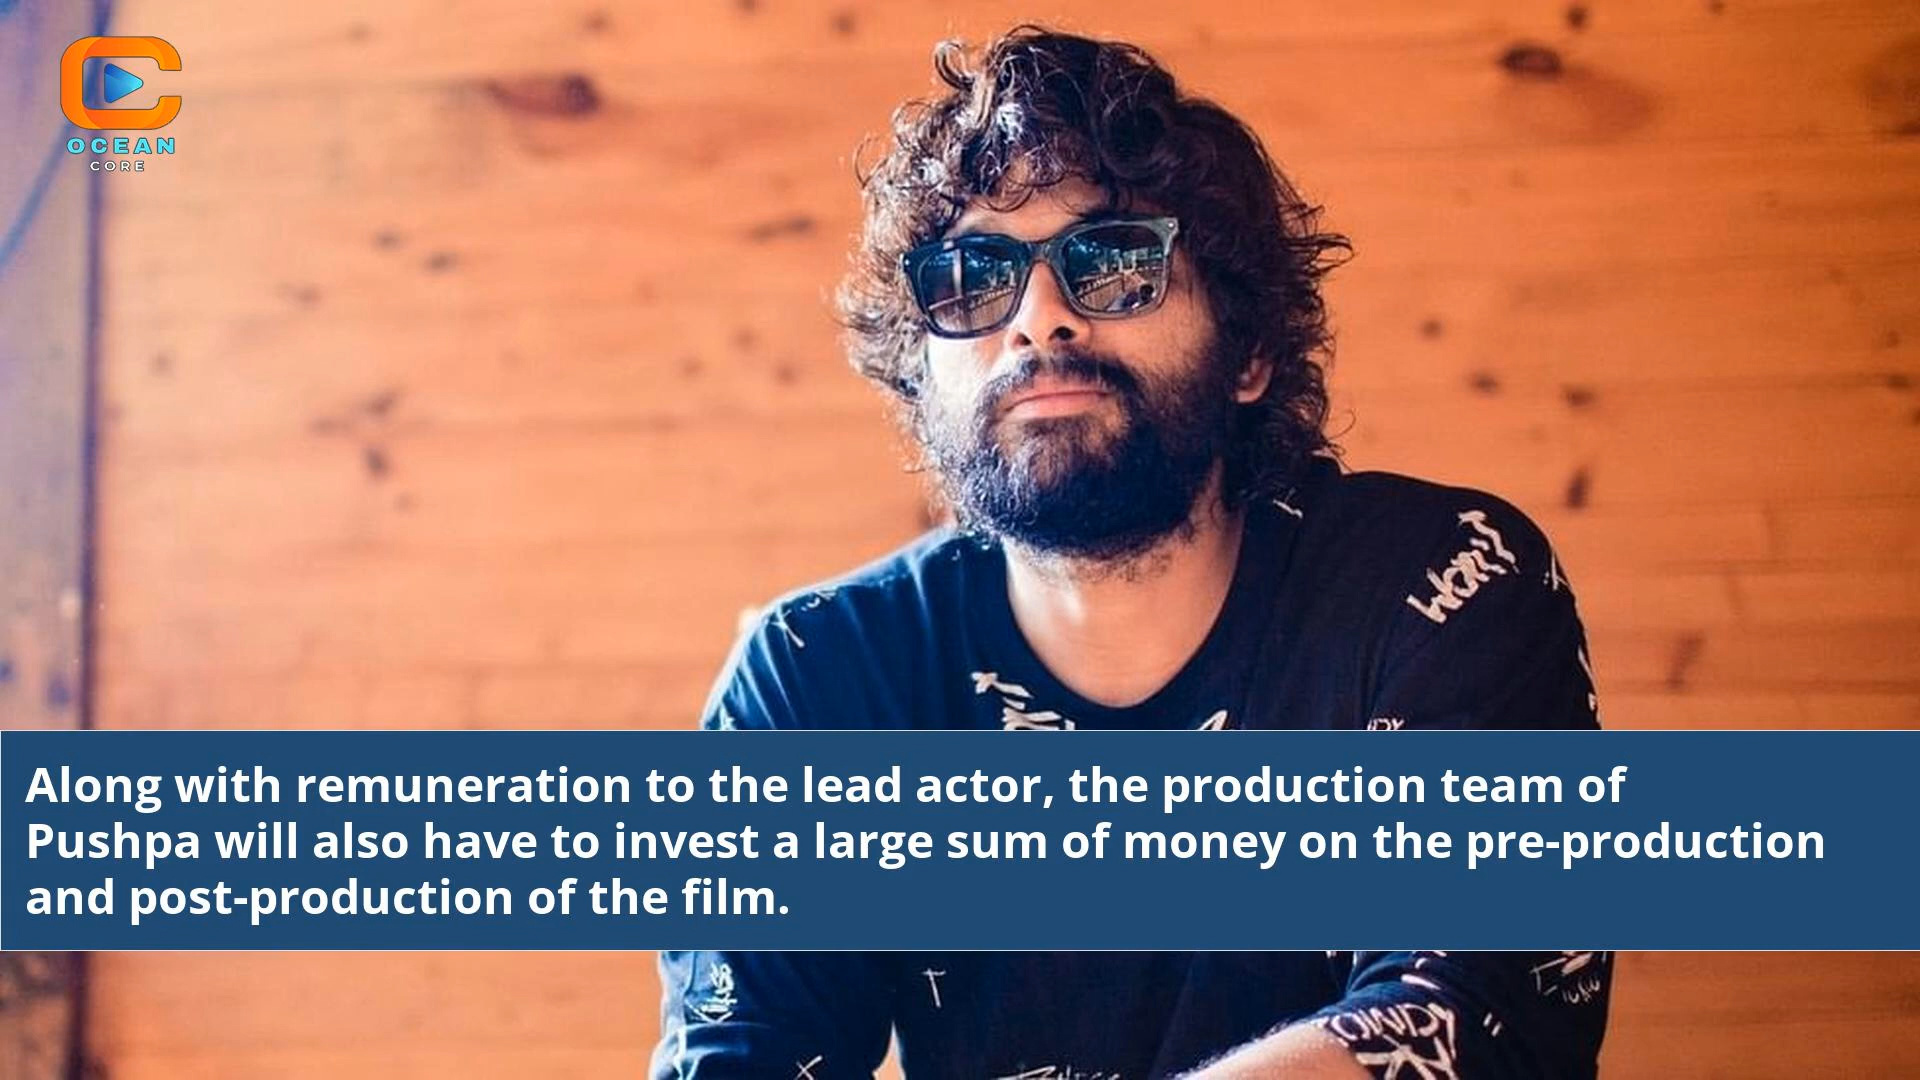 OCEAN
CORE
Along with remuneration to the lead actor, the production team of
Pushpa will also have to invest a large sum of money on the pre-production
and post-production of the film.